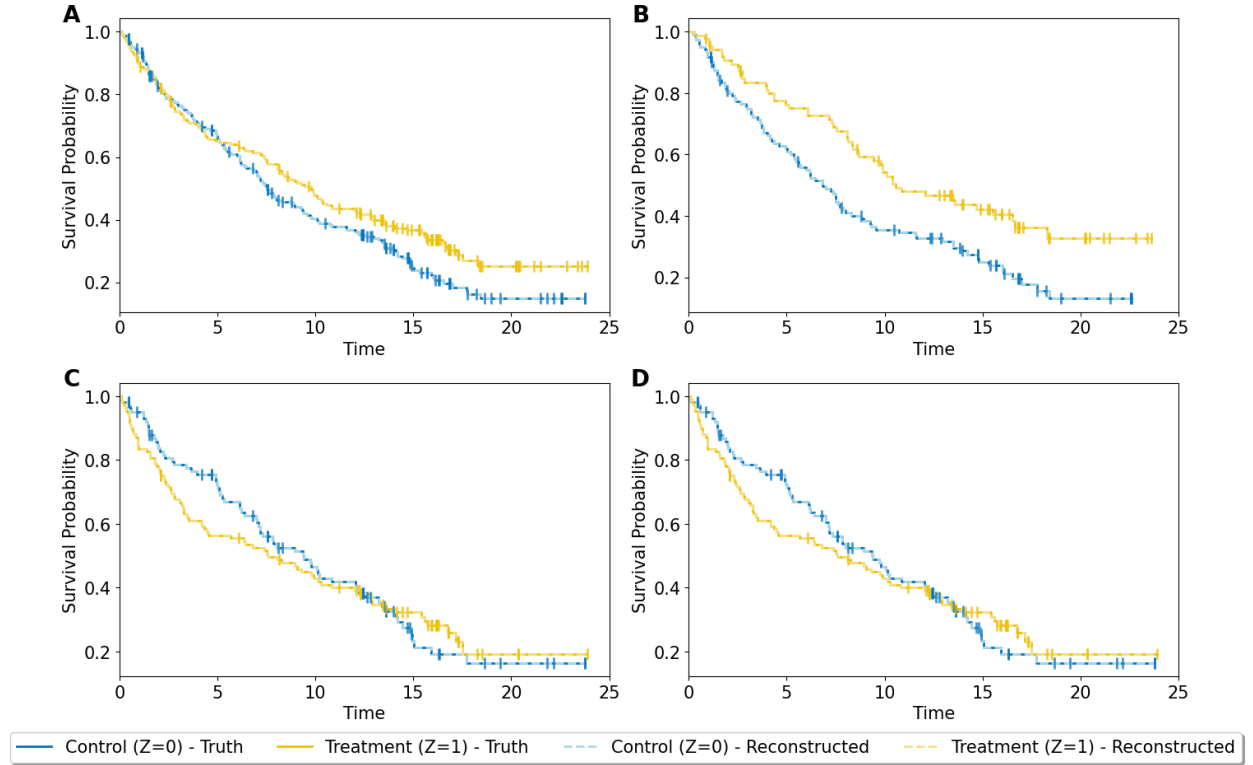 A
B
1.0
0.8
0.6
0.4
0.2
Survival Probability
0
5
10
15
20
25
Time
1.0
0.8
0.6
0.4
0.2
Survival Probability
0
5
10
15
20
25
Time
C
D
1.0
0.8
0.6
0.4
0.2
Survival Probability
0
5
10
15
20
25
Time
1.0
0.8
0.6
0.4
0.2
Survival Probability
0
5
10
15
20
25
Time
Control (Z=0) - Truth
Treatment (Z=1) - Truth
Control (Z=0) - Reconstructed
Treatment (Z=1) - Reconstructed